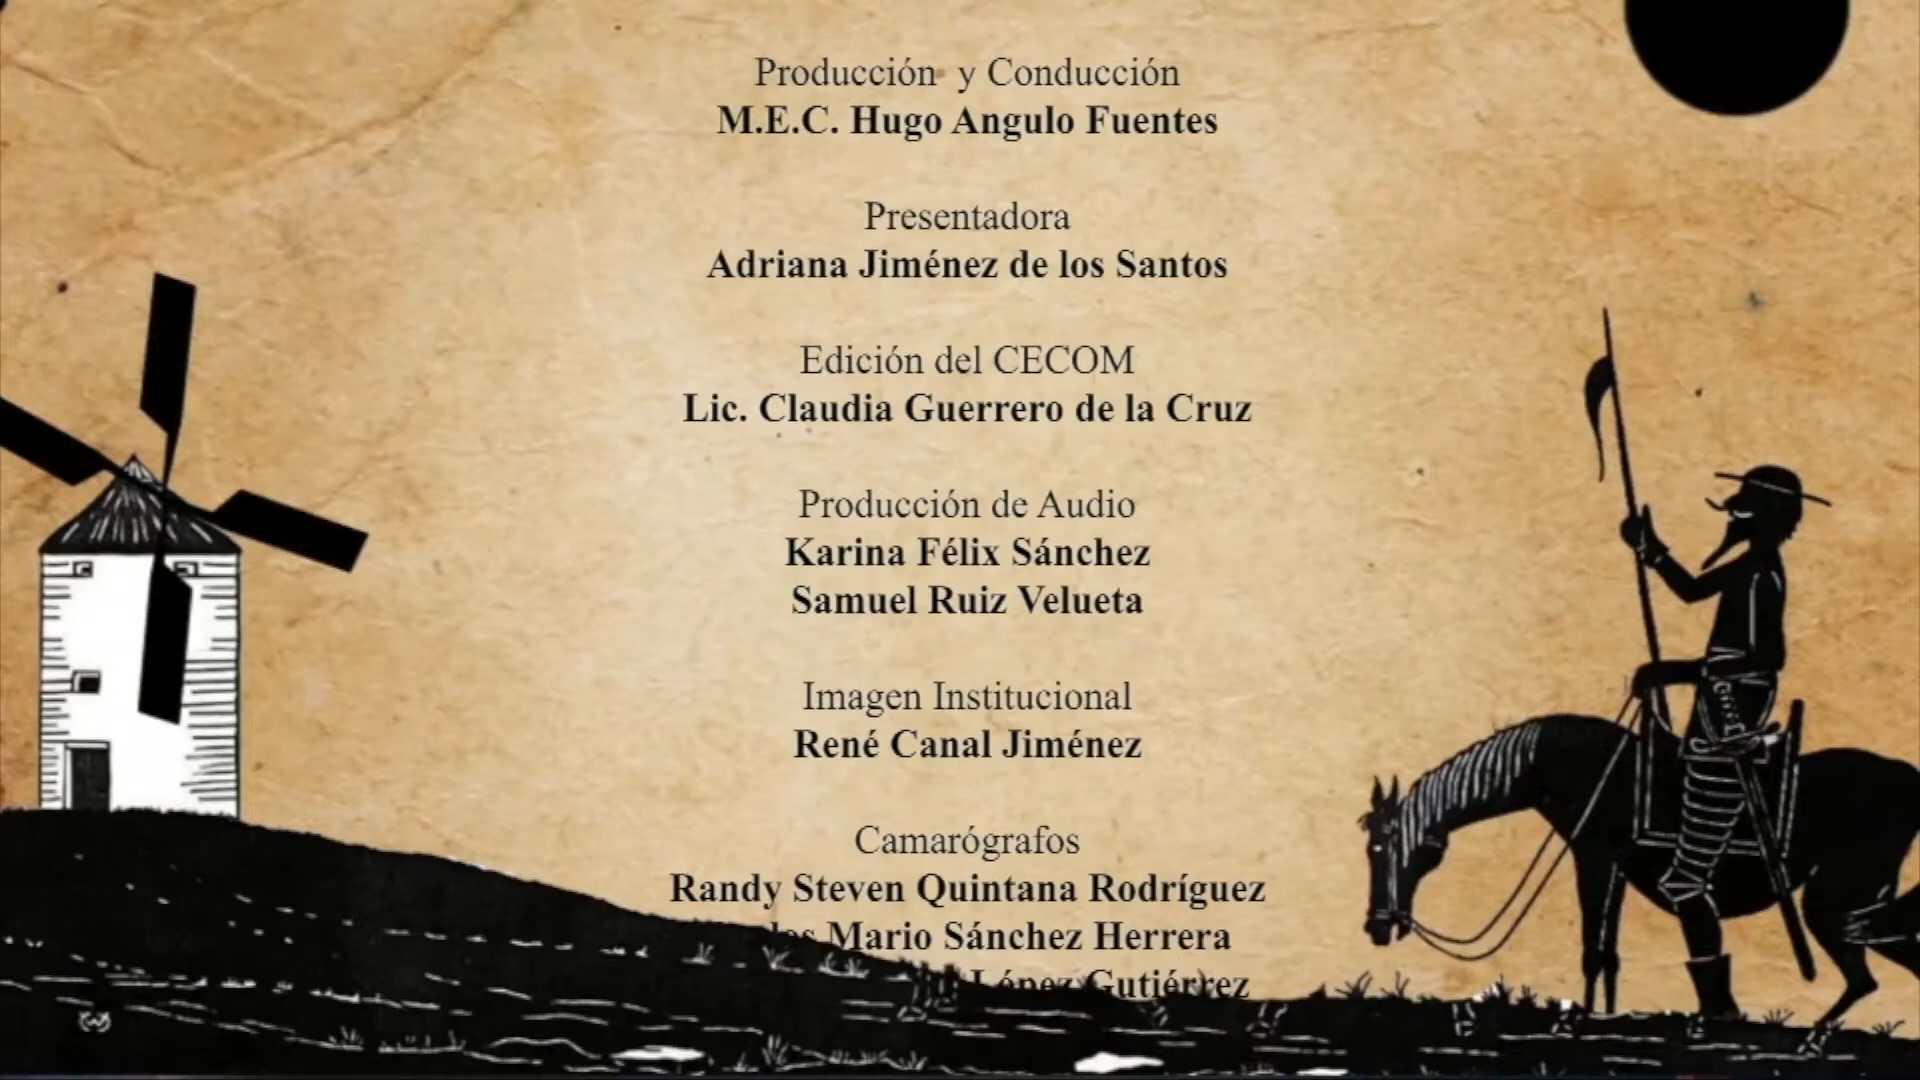 Producción y Conducción
M.E.C. Hugo Angulo Fuentes
Presentadora
Adriana Jiménez de los Santos
Edición del CECOM
Lic. Claudia Guerrero de la Cruz
Producción de Audio
Karina Félix Sánchez
Samuel Ruiz Velueta
Imagen Institucional
René Canal Jiménez
Camarógrafos
Randy Steven Quintana Rodríguez
Mario Sánchez Herrera
López Gutiérrez